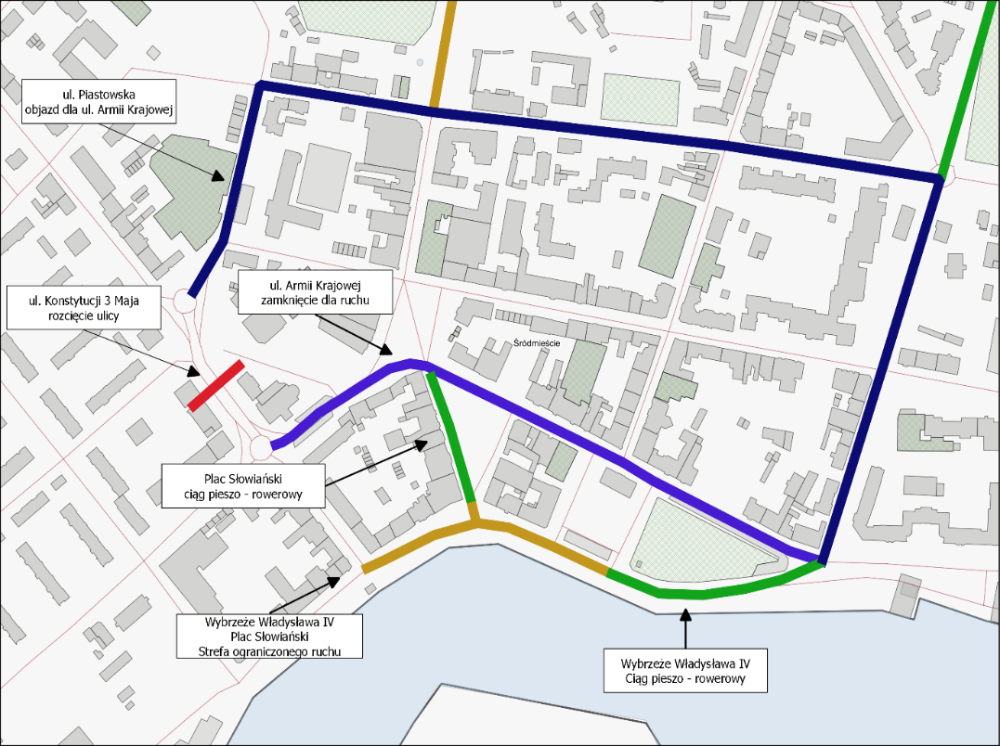 ul. Piastowska
objazd dla ul. Armii Krajowej
ul. Armii Krajowej
zamknięcie dla ruchu
ul. Konstytucji 3 Maja
rozcięcie ulicy
Śródmieście
Plac Słowiański
ciąg pieszo - rowerowy
Wybrzeże Władysława IV
Plac Słowiański
Strefa ograniczonego ruchu
Wybrzeże Władysława IV
Ciąg pieszo - rowerowy